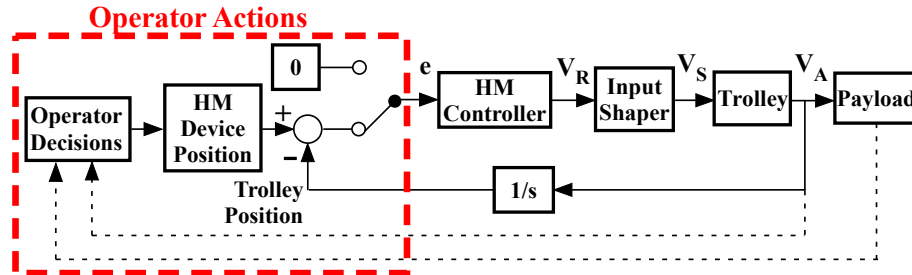 Operator Actions
0
+
−
Operator
Decisions
HM
Device
Position
e
HM
Controller
V_R
Input
Shaper
V_S
Trolley
V_A
Payload
Trolley
Position
1/s